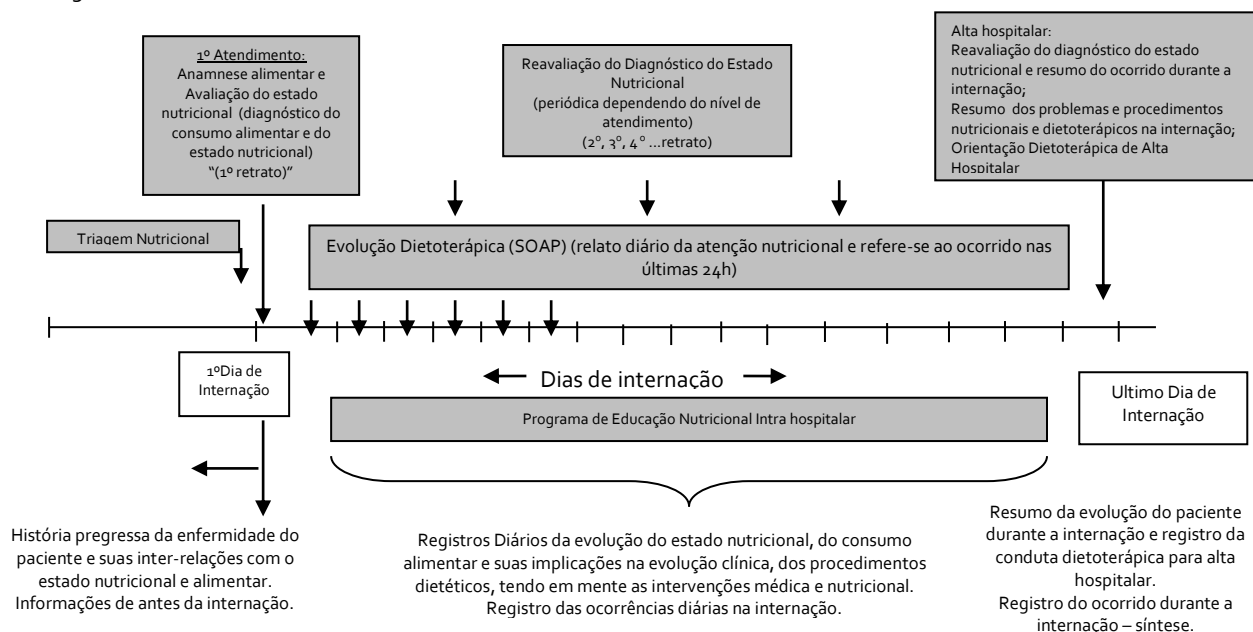 1º Atendimento:
Anamnese alimentar e
Avaliação do estado
nutricional (diagnóstico do
consumo alimentar e do
estado nutricional)
"(1º retrato)"
Reavaliação do Diagnóstico do Estado
Nutricional
(periódica dependendo do nível de
atendimento)
(2º, 3º, 4º ...retrato)
Alta hospitalar:
Reavaliação do diagnóstico do estado
nutricional e resumo do ocorrido durante a
internação;
Resumo dos problemas e procedimentos
nutricionais e dietoterápicos na internação;
Orientação Dietoterápica de Alta
Hospitalar
Triagem Nutricional
Evolução Dietoterápica (SOAP) (relato diário da atenção nutricional e refere-se ao ocorrido nas
últimas 24h)
1ºDia de
Internação
Dias de internação
Programa de Educação Nutricional Intra hospitalar
Ultimo Dia de
Internação
História pregressa da enfermidade do
paciente e suas inter-relações com o
estado nutricional e alimentar.
Informações de antes da internação.
Registros Diários da evolução do estado nutricional, do consumo
alimentar e suas implicações na evolução clínica, dos procedimentos
dietéticos, tendo em mente as intervenções médica e nutricional.
Registro das ocorrências diárias na internação.
Resumo da evolução do paciente
durante a internação e registro da
conduta dietoterápica para alta
hospitalar.
Registro do ocorrido durante a
internação – síntese.